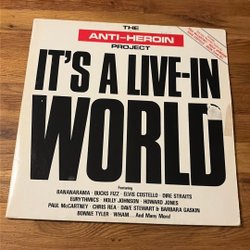 THE
ANTI-HEROIN
PROJECT
IT'S A LIVE-IN
WORLD
Featuring
BANANARAMA · BUCKS FIZZ · ELVIS COSTELLO · DIRE STRAITS
EURYTHMICS · HOLLY JOHNSON · HOWARD JONES
PAUL McCARTNEY · CHRIS REA · DAVE STEWART & BARBARA GASKIN
BONNIE TYLER · WHAM... And Many More!